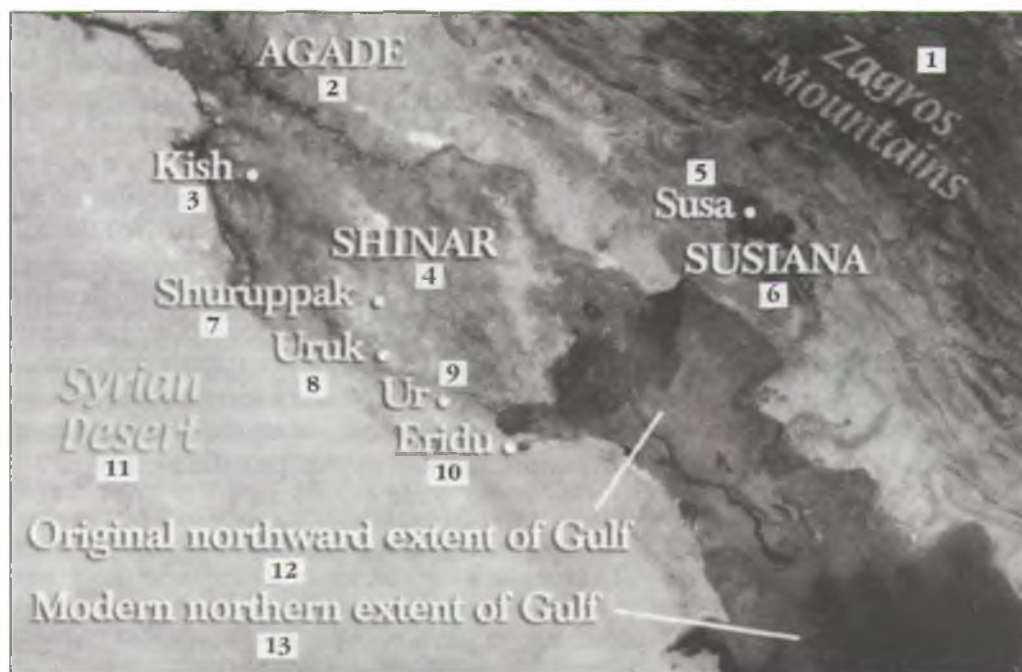 AGADE
2
Zagros
Mountains
1
Kish
3
5
Susa
SHINAR
4
SUSIANA
6
Shuruppak
7
Uruk
8
9
Ur
Eridu
10
Syrian
Desert
11
Original northward extent of Gulf
12
Modern northern extent of Gulf
13